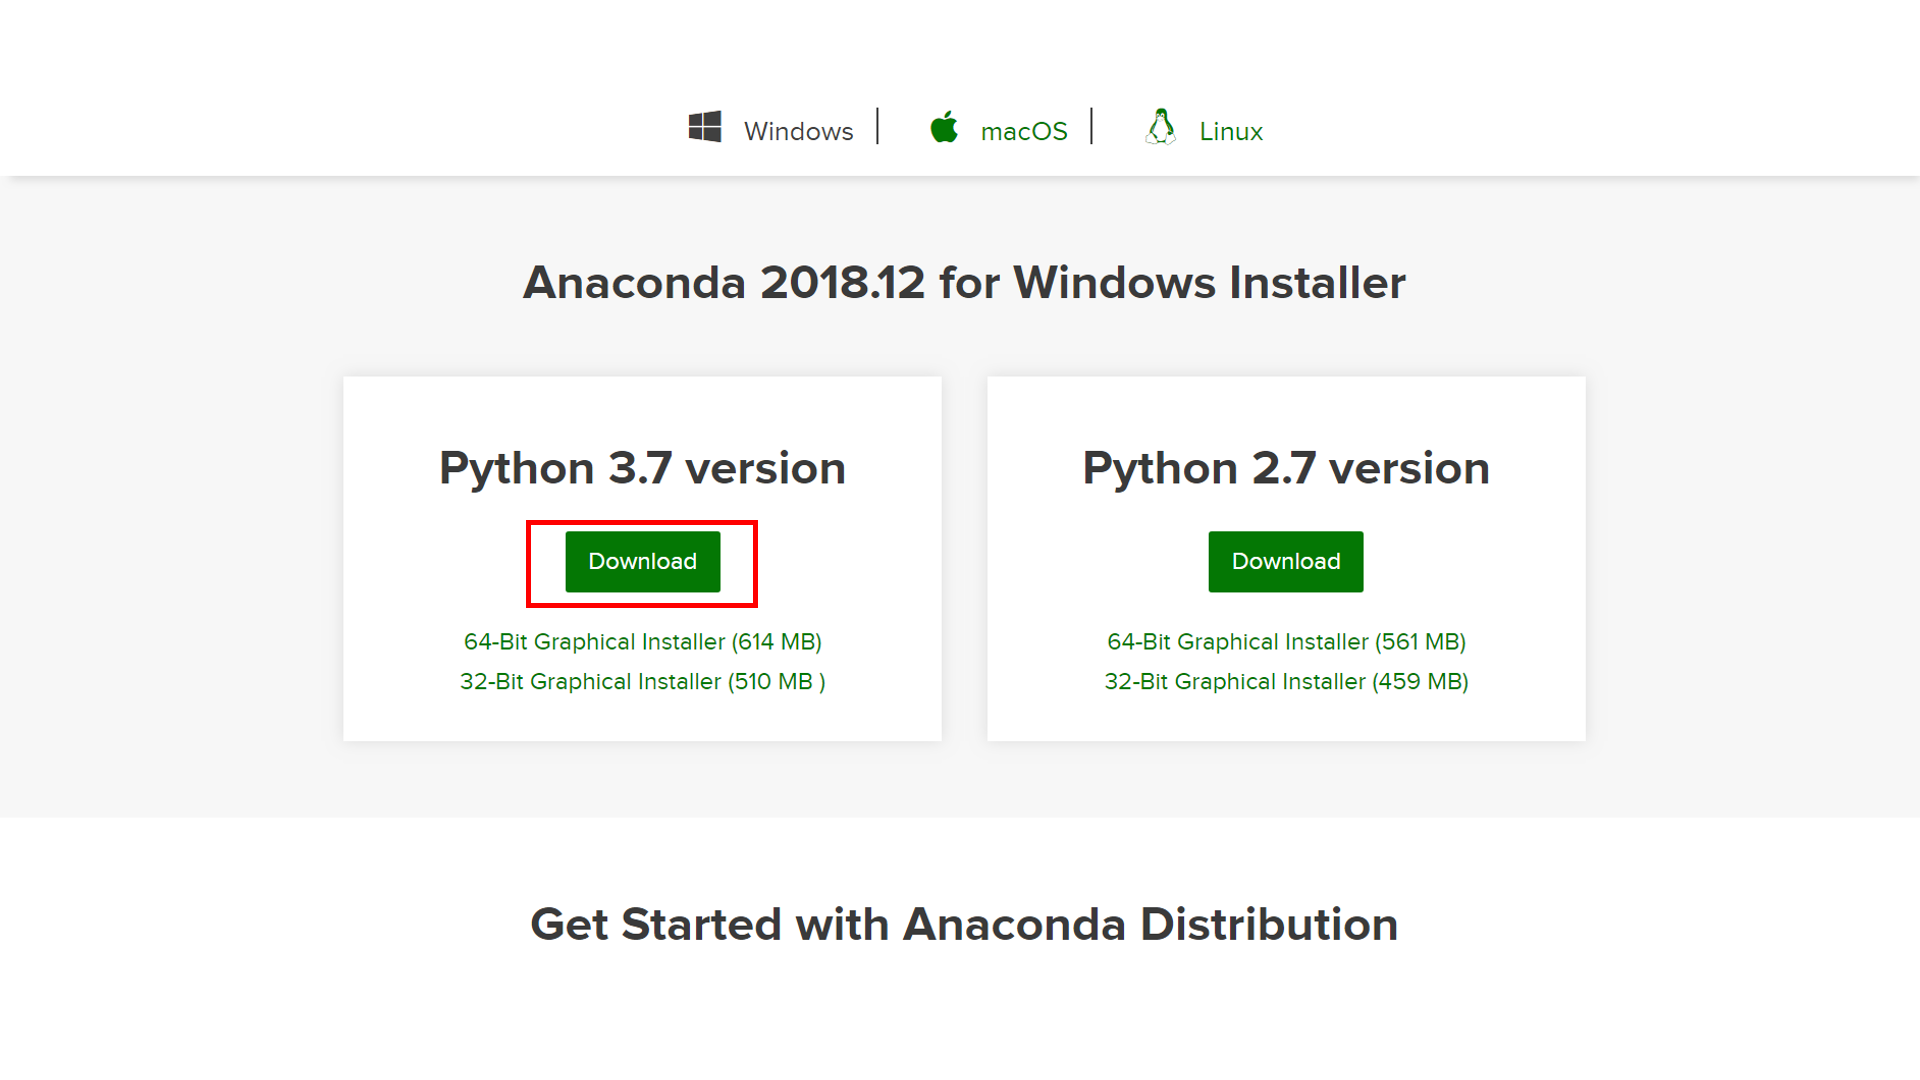 Windows | macOS | Linux
Anaconda 2018.12 for Windows Installer
Python 3.7 version
Download
64-Bit Graphical Installer (614 MB)
32-Bit Graphical Installer (510 MB )
Python 2.7 version
Download
64-Bit Graphical Installer (561 MB)
32-Bit Graphical Installer (459 MB)
Get Started with Anaconda Distribution